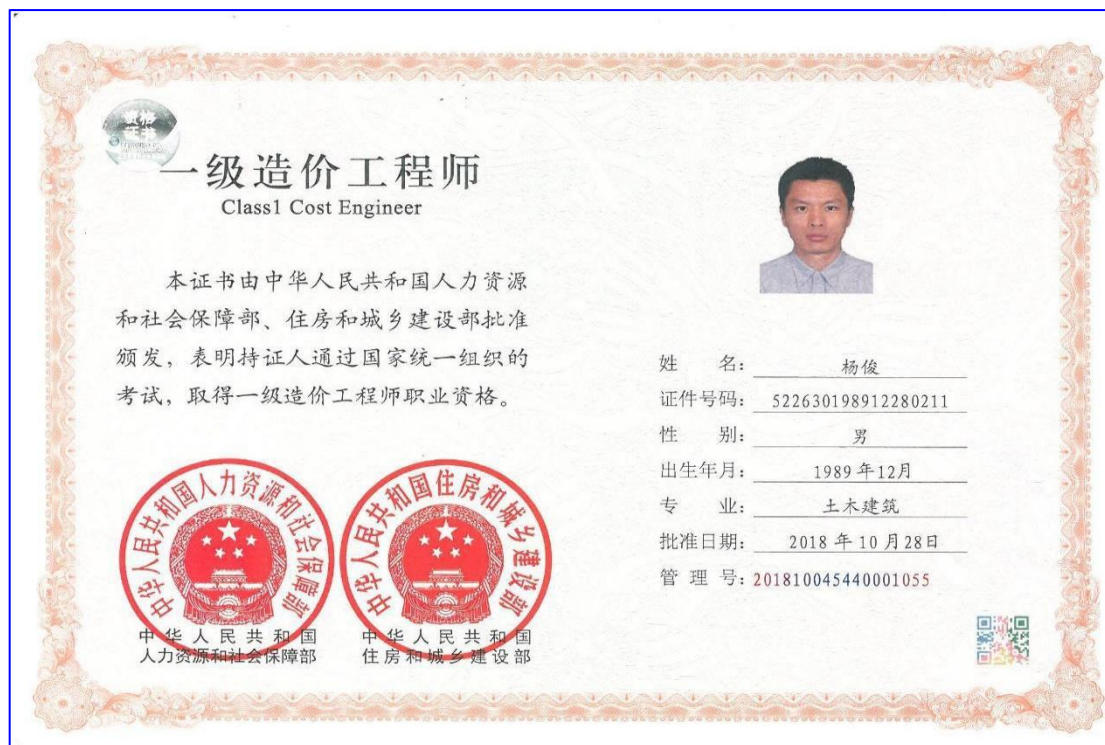 资格
证书
一级造价工程师
Class1 Cost Engineer
本证书由中华人民共和国人力资源
和社会保障部、住房和城乡建设部批准
颁发，表明持证人通过国家统一组织的
考试，取得一级造价工程师职业资格。
中华人民共和国人力资源和社会保障部
中华人民共和国住房和城乡建设部
中华人民共和国
人力资源和社会保障部
中华人民共和国
住房和城乡建设部
姓 名：杨俊
证件号码：522630198912280211
性 别：男
出生年月：1989年12月
专 业：土木建筑
批准日期：2018年10月28日
管 理 号：201810045440001055